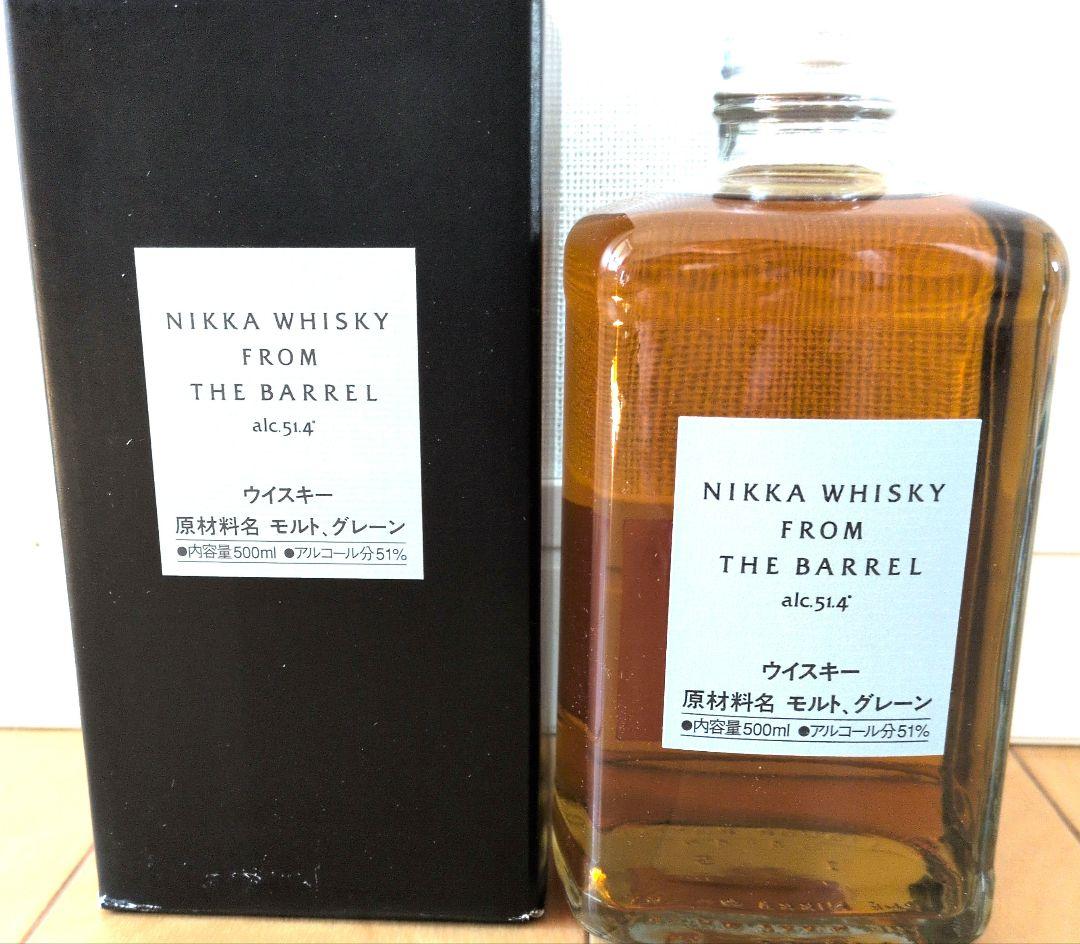 NIKKA WHISKY
FROM
THE BARREL
alc.51.4°
ウイスキー
原材料名 モルト、グレーン
●内容量500ml ●アルコール分51%
NIKKA WHISKY
FROM
THE BARREL
alc.51.4°
ウイスキー
原材料名 モルト、グレーン
●内容量500ml ●アルコール分51%